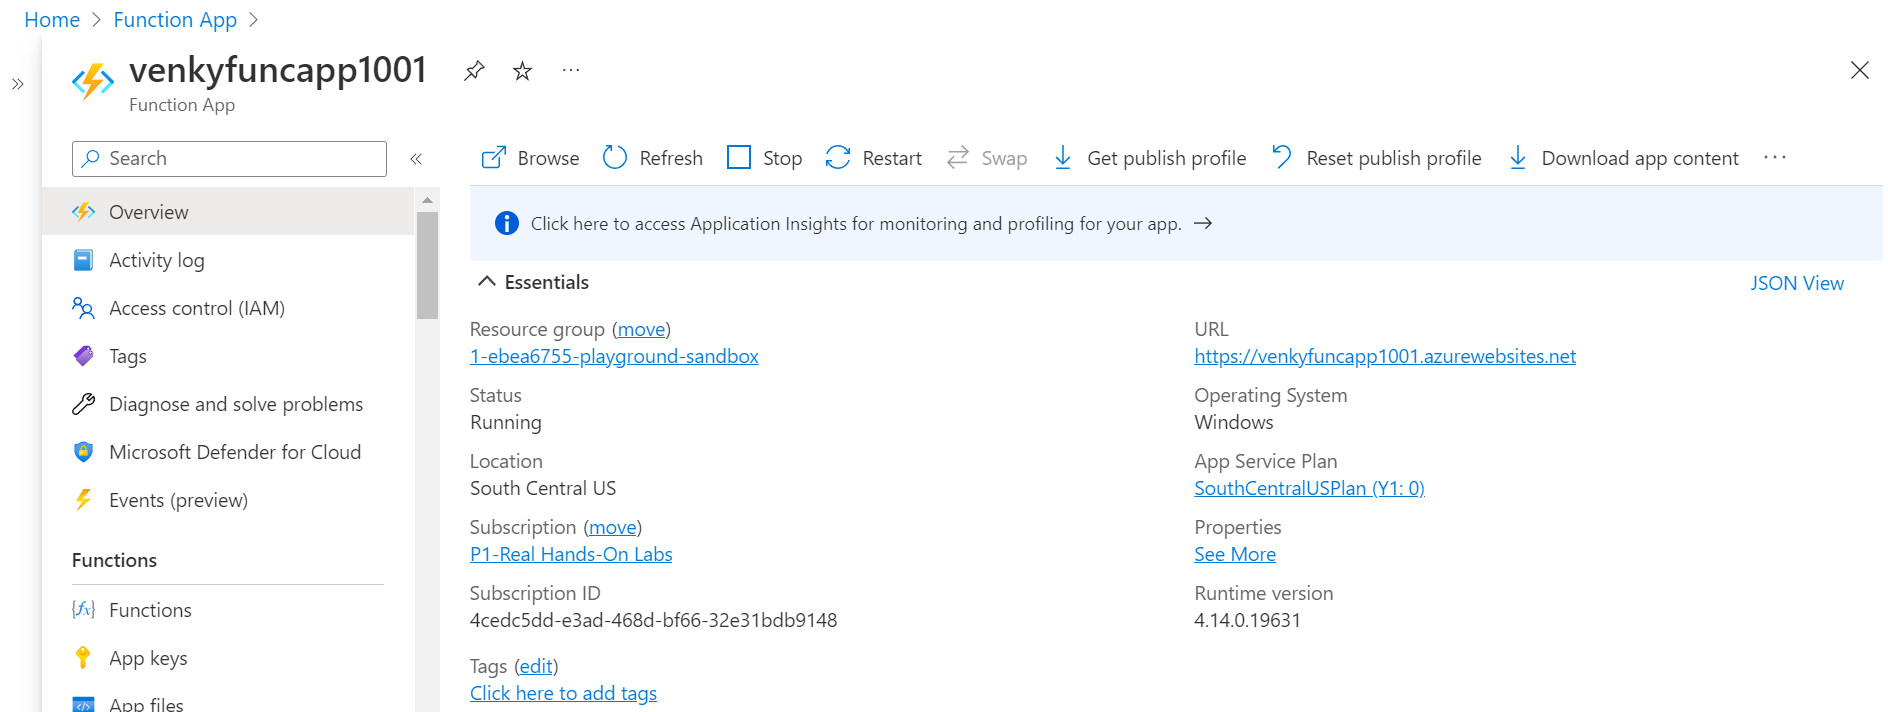 Home > Function App >
venkyfuncapp1001
Function App
Search
Browse Refresh Stop Restart Swap Get publish profile Reset publish profile Download app content
Click here to access Application Insights for monitoring and profiling for your app. →
Overview
Activity log
Access control (IAM)
Tags
Diagnose and solve problems
Microsoft Defender for Cloud
Events (preview)
Functions
Functions
App keys
App files
Essentials
JSON View
Resource group (move)
1-ebea6755-playground-sandbox
Status
Running
Location
South Central US
Subscription (move)
P1-Real Hands-On Labs
Subscription ID
4cedc5dd-e3ad-468d-bf66-32e31bdb9148
Tags (edit)
Click here to add tags
URL
https://venkyfuncapp1001.azurewebsites.net
Operating System
Windows
App Service Plan
SouthCentralUSPlan (Y1: 0)
Properties
See More
Runtime version
4.14.0.19631